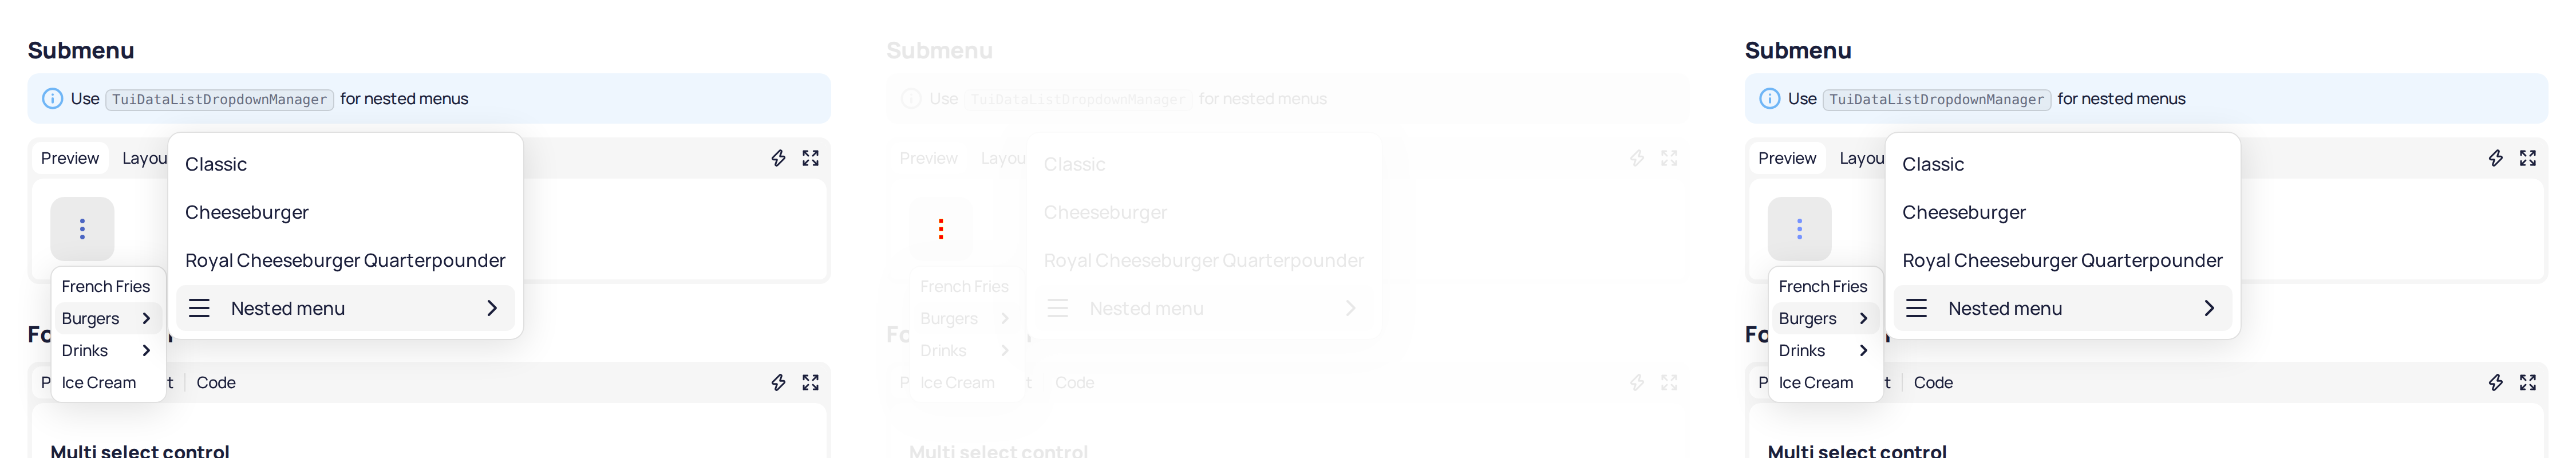 Submenu
Use TuiDataListDropdownManager for nested menus
Preview Layou
Classic
Cheeseburger
Royal Cheeseburger Quarterpounder
Nested menu
French Fries
Burgers
Drinks
Ice Cream
Fo
P t Code
Multi select control
Submenu
Use TuiDataListDropdownManager for nested menus
Preview Layou
Classic
Cheeseburger
Royal Cheeseburger Quarterpounder
Nested menu
French Fries
Burgers
Drinks
Ice Cream
Fo
P t Code
Multi select control
Submenu
Use TuiDataListDropdownManager for nested menus
Preview Layou
Classic
Cheeseburger
Royal Cheeseburger Quarterpounder
Nested menu
French Fries
Burgers
Drinks
Ice Cream
Fo
P t Code
Multi select control